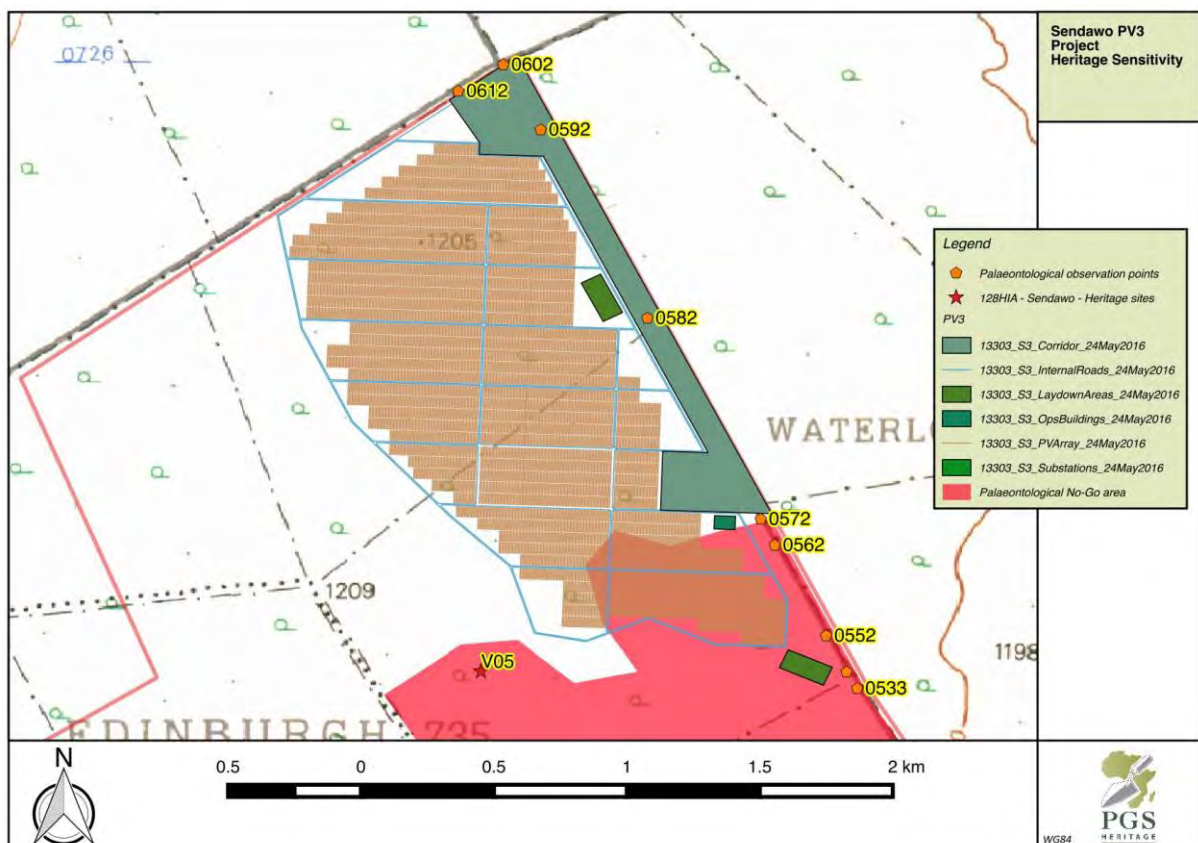 Sendawo PV3
Project
Heritage Sensitivity
0726
0602
0612
0592
1205
0582
WATERL
0572
0562
1209
0552
1198
V05
0533
EDINBURGH 735
Legend
Palaeontological observation points
128HIA - Sendawo - Heritage sites
PV3
13303_S3_Corridor_24May2016
13303_S3_InternalRoads_24May2016
13303_S3_LaydownAreas_24May2016
13303_S3_OpsBuildings_24May2016
13303_S3_PVArray_24May2016
13303_S3_Substations_24May2016
Palaeontological No-Go area
N
0.5 0 0.5 1 1.5 2 km
PGS
HERITAGE
WG84